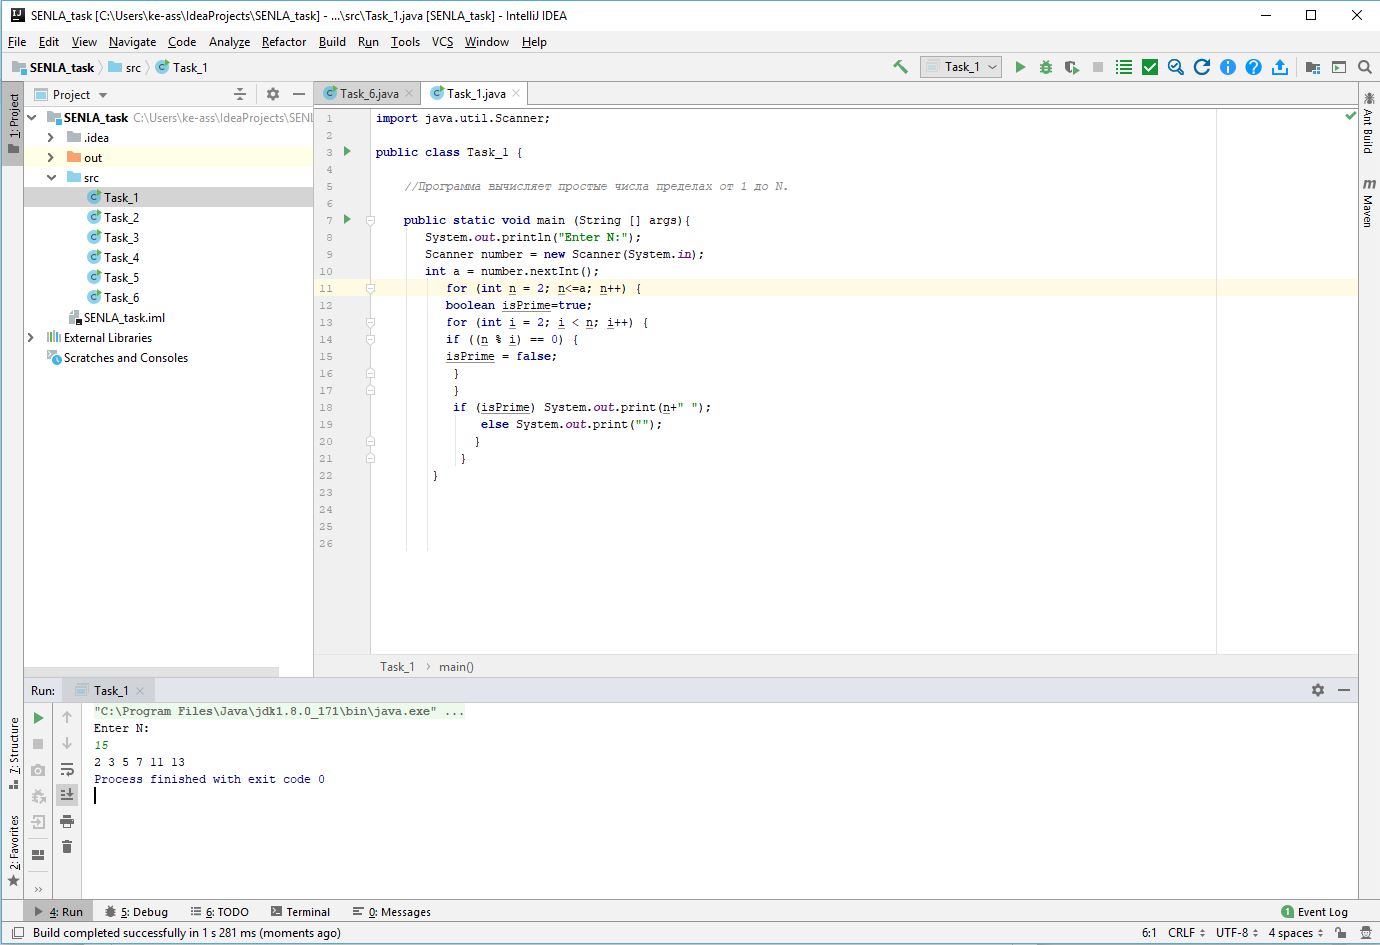 SENLA_task [C:\Users\ke-ass\IdeaProjects\SENLA_task] - ...\src\Task_1.java [SENLA_task] - IntelliJ IDEA
File Edit View Navigate Code Analyze Refactor Build Run Tools VCS Window Help
SENLA_task src Task_1
Task_1
1: Project
Project
Task_6.java Task_1.java
SENLA_task C:\Users\ke-ass\IdeaProjects\SENL
.idea
out
src
Task_1
Task_2
Task_3
Task_4
Task_5
Task_6
SENLA_task.iml
External Libraries
Scratches and Consoles
1 import java.util.Scanner;
2
3 public class Task_1 {
4
5 //Программа вычисляет простые числа пределах от 1 до N.
6
7 public static void main (String [] args){
8 System.out.println("Enter N:");
9 Scanner number = new Scanner(System.in);
10 int a = number.nextInt();
11 for (int n = 2; n<=a; n++) {
12 boolean isPrime=true;
13 for (int i = 2; i < n; i++) {
14 if ((n % i) == 0) {
15 isPrime = false;
16 }
17 }
18 if (isPrime) System.out.print(n+" ");
19 else System.out.print("");
20 }
21 }
22 }
23
24
25
26
Ant Build
m Maven
Task_1 main()
Run: Task_1
"C:\Program Files\Java\jdk1.8.0_171\bin\java.exe" ...
Enter N:
15
2 3 5 7 11 13
Process finished with exit code 0
7: Structure
2: Favorites
4: Run 5: Debug 6: TODO Terminal 0: Messages 1 Event Log
Build completed successfully in 1 s 281 ms (moments ago) 6:1 CRLF UTF-8 4 spaces